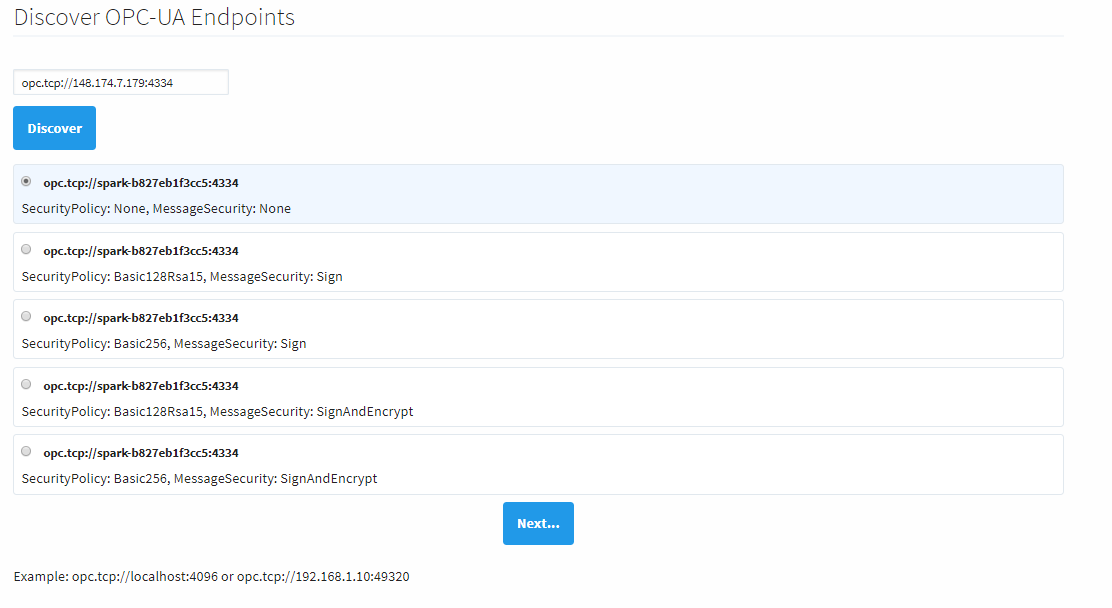 Discover OPC-UA Endpoints
opc.tcp://148.174.7.179:4334
Discover
opc.tcp://spark-b827eb1f3cc5:4334
SecurityPolicy: None, MessageSecurity: None
opc.tcp://spark-b827eb1f3cc5:4334
SecurityPolicy: Basic128Rsa15, MessageSecurity: Sign
opc.tcp://spark-b827eb1f3cc5:4334
SecurityPolicy: Basic256, MessageSecurity: Sign
opc.tcp://spark-b827eb1f3cc5:4334
SecurityPolicy: Basic128Rsa15, MessageSecurity: SignAndEncrypt
opc.tcp://spark-b827eb1f3cc5:4334
SecurityPolicy: Basic256, MessageSecurity: SignAndEncrypt
Next...
Example: opc.tcp://localhost:4096 or opc.tcp://192.168.1.10:49320